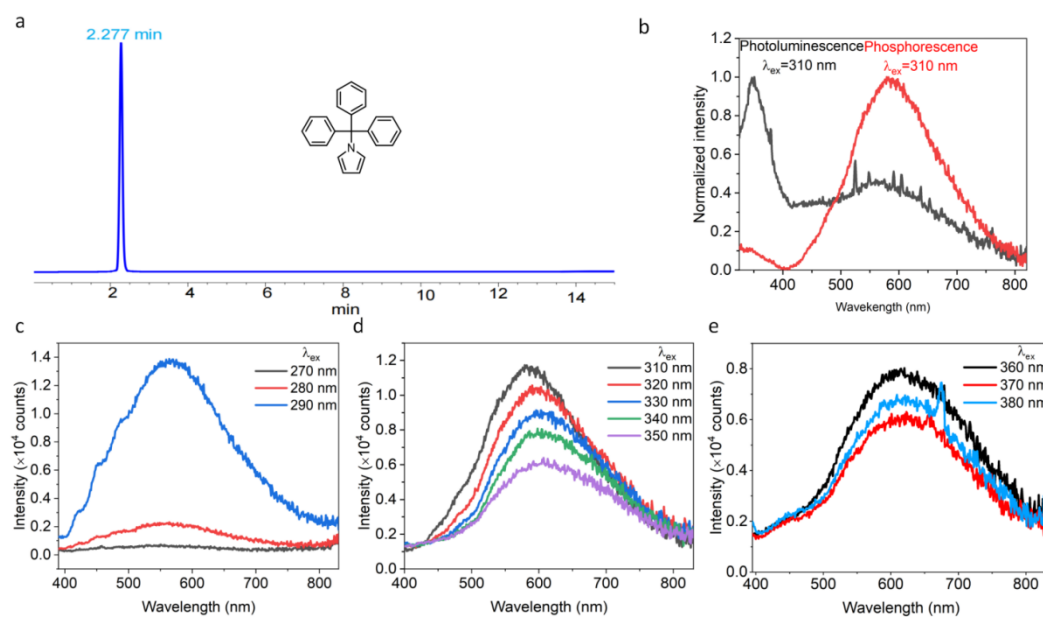 a
2.277 min
N
2 4 6 8 10 12 14
min
b
Photoluminescence Phosphorescence
λex=310 nm λex=310 nm
Normalized intensity
1.2
1.0
0.8
0.6
0.4
0.2
0.0
400 500 600 700 800
Wavekength (nm)
c
λex
270 nm
280 nm
290 nm
Intensity (×10⁴ counts)
1.4
1.2
1.0
0.8
0.6
0.4
0.2
0.0
400 500 600 700 800
Wavelength (nm)
d
λex
310 nm
320 nm
330 nm
340 nm
350 nm
Intensity (×10⁴ counts)
1.2
1.0
0.8
0.6
0.4
0.2
0.0
400 500 600 700 800
Wavelength (nm)
e
λex
360 nm
370 nm
380 nm
Intensity (×10⁴ counts)
0.8
0.6
0.4
0.2
0.0
400 500 600 700 800
Wavelength (nm)